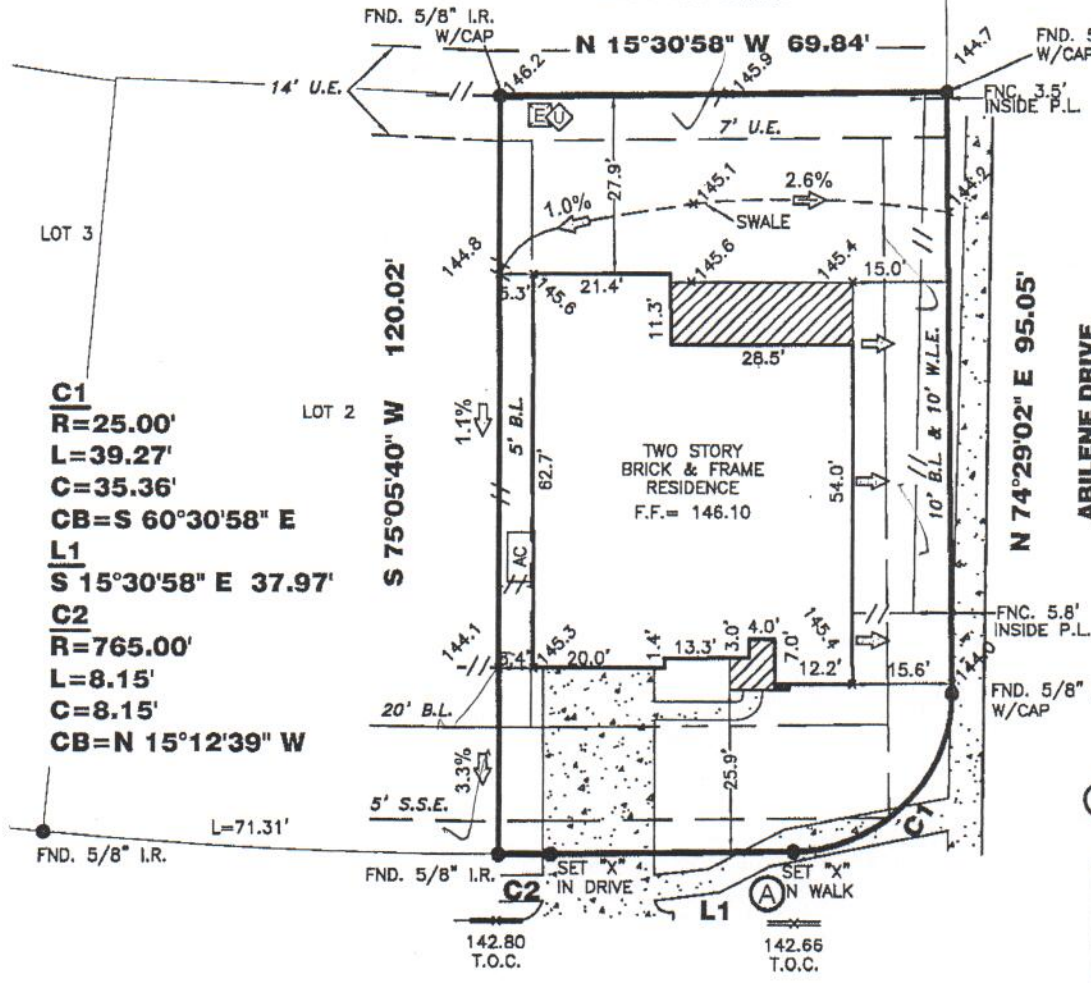 FND. 5/8" I.R.
W/CAP
N 15°30'58" W 69.84'
FND. 5
W/CAP
146.2
145.9
144.7
14' U.E.
E
U
7' U.E.
FNC. 3.5'
INSIDE P.L.
27.9'
1.0%
145.1
2.6%
144.2
SWALE
LOT 3
144.8
145.6
145.6
145.4
15.0'
5.3'
21.4'
11.3'
28.5'
S 75°05'40" W 120.02'
N 74°29'02" E 95.05'
ABILENE DRIVE
C1
R=25.00'
L=39.27'
C=35.36'
CB=S 60°30'58" E
L1
S 15°30'58" E 37.97'
C2
R=765.00'
L=8.15'
C=8.15'
CB=N 15°12'39" W
LOT 2
1.1%
5' B.L.
62.7'
TWO STORY
BRICK & FRAME
RESIDENCE
F.F.= 146.10
54.0'
10' B.L. & 10' W.L.E.
AC
FNC. 5.8'
INSIDE P.L.
144.1
5.4'
145.3
20.0'
1.4'
13.3'
3.0'
4.0'
7.0'
145.4
12.2'
15.6'
144.0
FND. 5/8"
W/CAP
20' B.L.
3.3%
25.9'
5' S.S.E.
C1
L=71.31'
FND. 5/8" I.R.
FND. 5/8" I.R.
SET "X"
IN DRIVE
SET "X"
N WALK
C2
L1
A
142.80
T.O.C.
142.66
T.O.C.